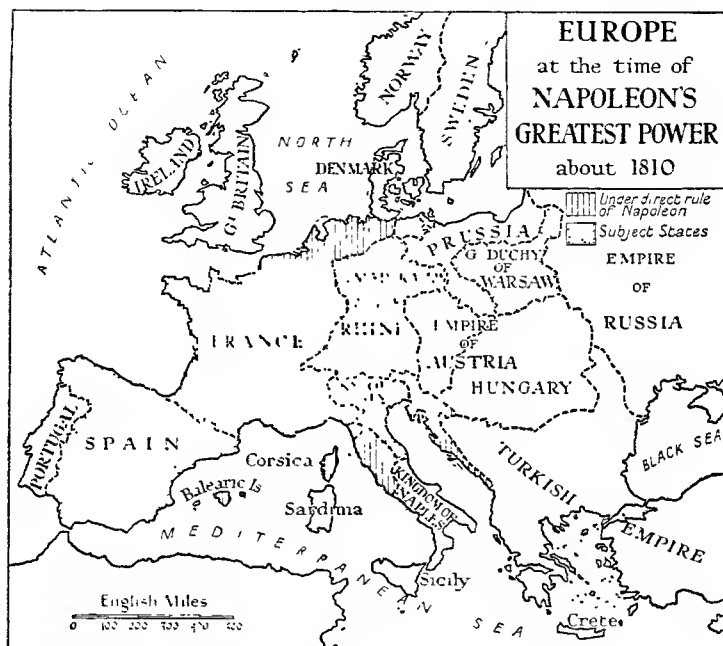 EUROPE
at the time of
NAPOLEON'S
GREATEST POWER
about 1810
Under direct rule
of Napoleon
Subject States
ATLANTIC OCEAN
NORTH
SEA
NORWAY
SWEDEN
DENMARK
IRELAND
Gt BRITAIN
PRUSSIA
G. DUCHY
OF
WARSAW
EMPIRE
OF
RUSSIA
FRANCE
EMPIRE
OF
AUSTRIA
HUNGARY
PORTUGAL
SPAIN
Corsica
Balearic Is
Sardinia
KINGDOM OF
NAPLES
Sicily
TURKISH
EMPIRE
BLACK SEA
MEDITERRANEAN SEA
Crete
English Miles
0 100 200 300 400 500